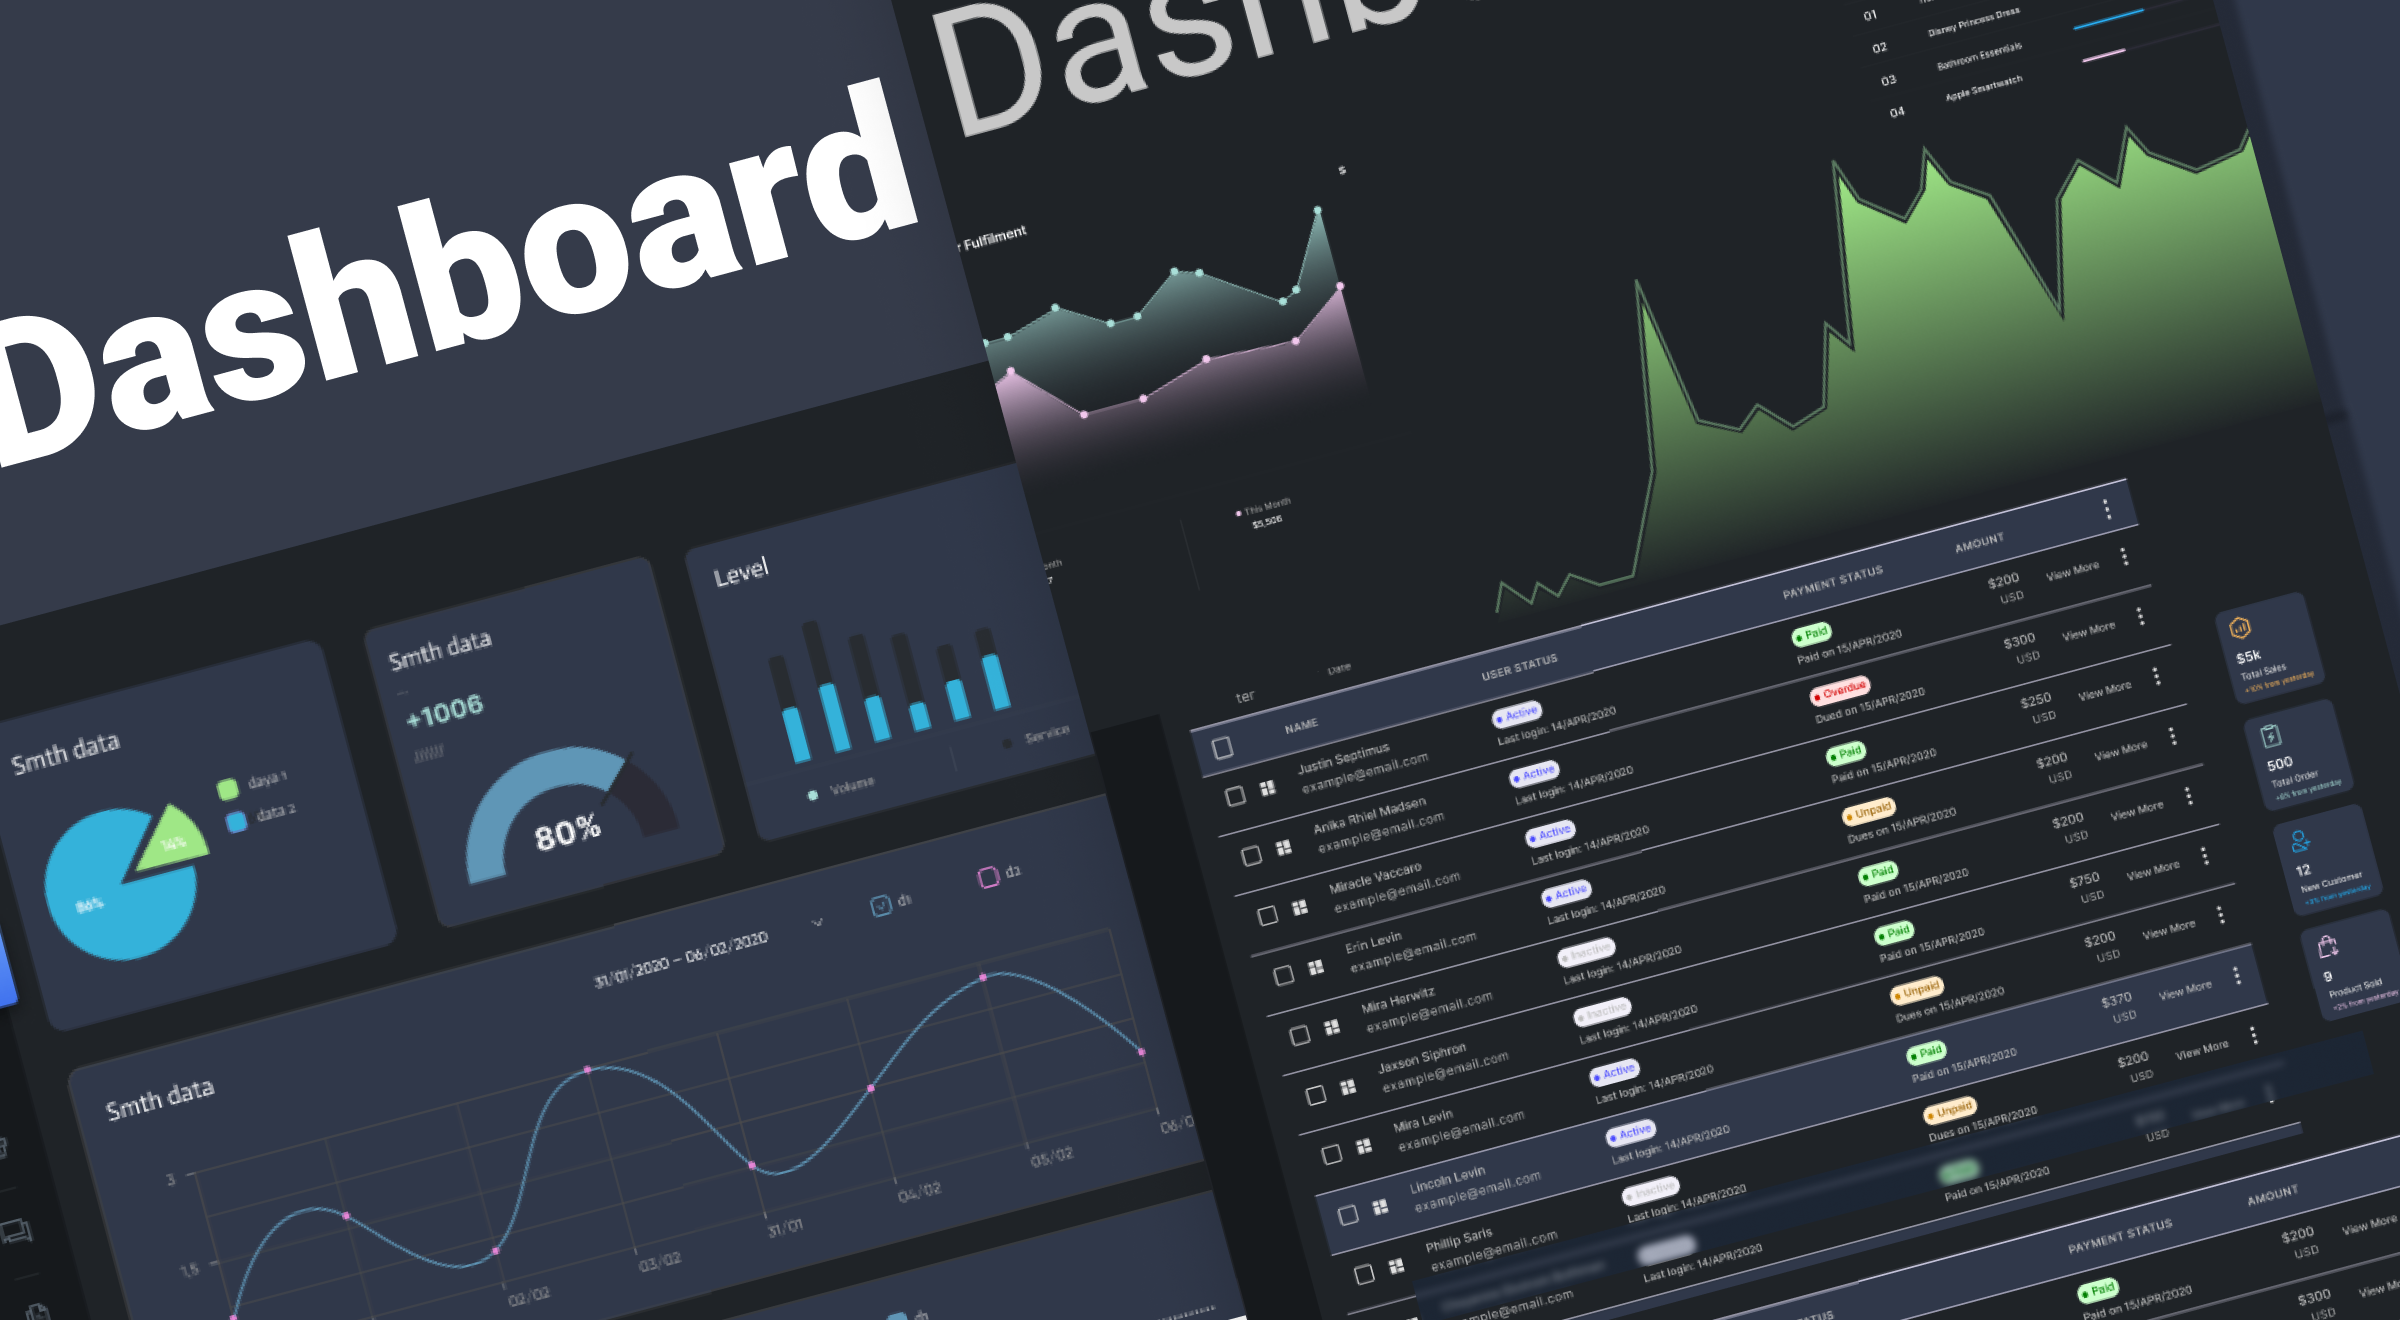 Dashboard
Smth data
daya 1
data 2
14%
86%
Smth data
+1006
80%
Level
Volume
Service
Smth data
31/01/2020 – 06/02/2020
d1
d2
3
1,5
02/02
03/02
31/01
04/02
05/02
d1
Fulfilment
s
This Month
$5,506
01
02
Disney Princess Dress
03
Bathroom Essentials
04
Apple Smartwatch
ter
Date
NAME
USER STATUS
PAYMENT STATUS
AMOUNT
Justin Septimus
example@email.com
Active
Last login: 14/APR/2020
Paid
Paid on 15/APR/2020
$200
USD
View More
Anika Rhiel Madsen
example@email.com
Active
Last login: 14/APR/2020
Overdue
Dued on 15/APR/2020
$300
USD
View More
Miracle Vaccaro
example@email.com
Active
Last login: 14/APR/2020
Paid
Paid on 15/APR/2020
$250
USD
View More
Erin Levin
example@email.com
Active
Last login: 14/APR/2020
Unpaid
Dues on 15/APR/2020
$200
USD
View More
Mira Herwitz
example@email.com
Inactive
Last login: 14/APR/2020
Paid
Paid on 15/APR/2020
$200
USD
View More
Jaxson Siphron
example@email.com
Inactive
Last login: 14/APR/2020
Paid
Paid on 15/APR/2020
$750
USD
View More
Mira Levin
example@email.com
Active
Last login: 14/APR/2020
Unpaid
Dues on 15/APR/2020
$200
USD
View More
Lincoln Levin
example@email.com
Active
Last login: 14/APR/2020
Paid
Paid on 15/APR/2020
$370
USD
View More
Phillip Saris
example@email.com
Inactive
Last login: 14/APR/2020
Unpaid
Dues on 15/APR/2020
$200
USD
View More
Last login: 14/APR/2020
Paid on 15/APR/2020
USD
$5k
Total Sales
+10% from yesterday
500
Total Order
+8% from yesterday
12
New Customer
+3% from yesterday
9
Product Sold
+2% from yesterday
PAYMENT STATUS
AMOUNT
Paid
Paid on 15/APR/2020
$200
USD
View More
$300
USD